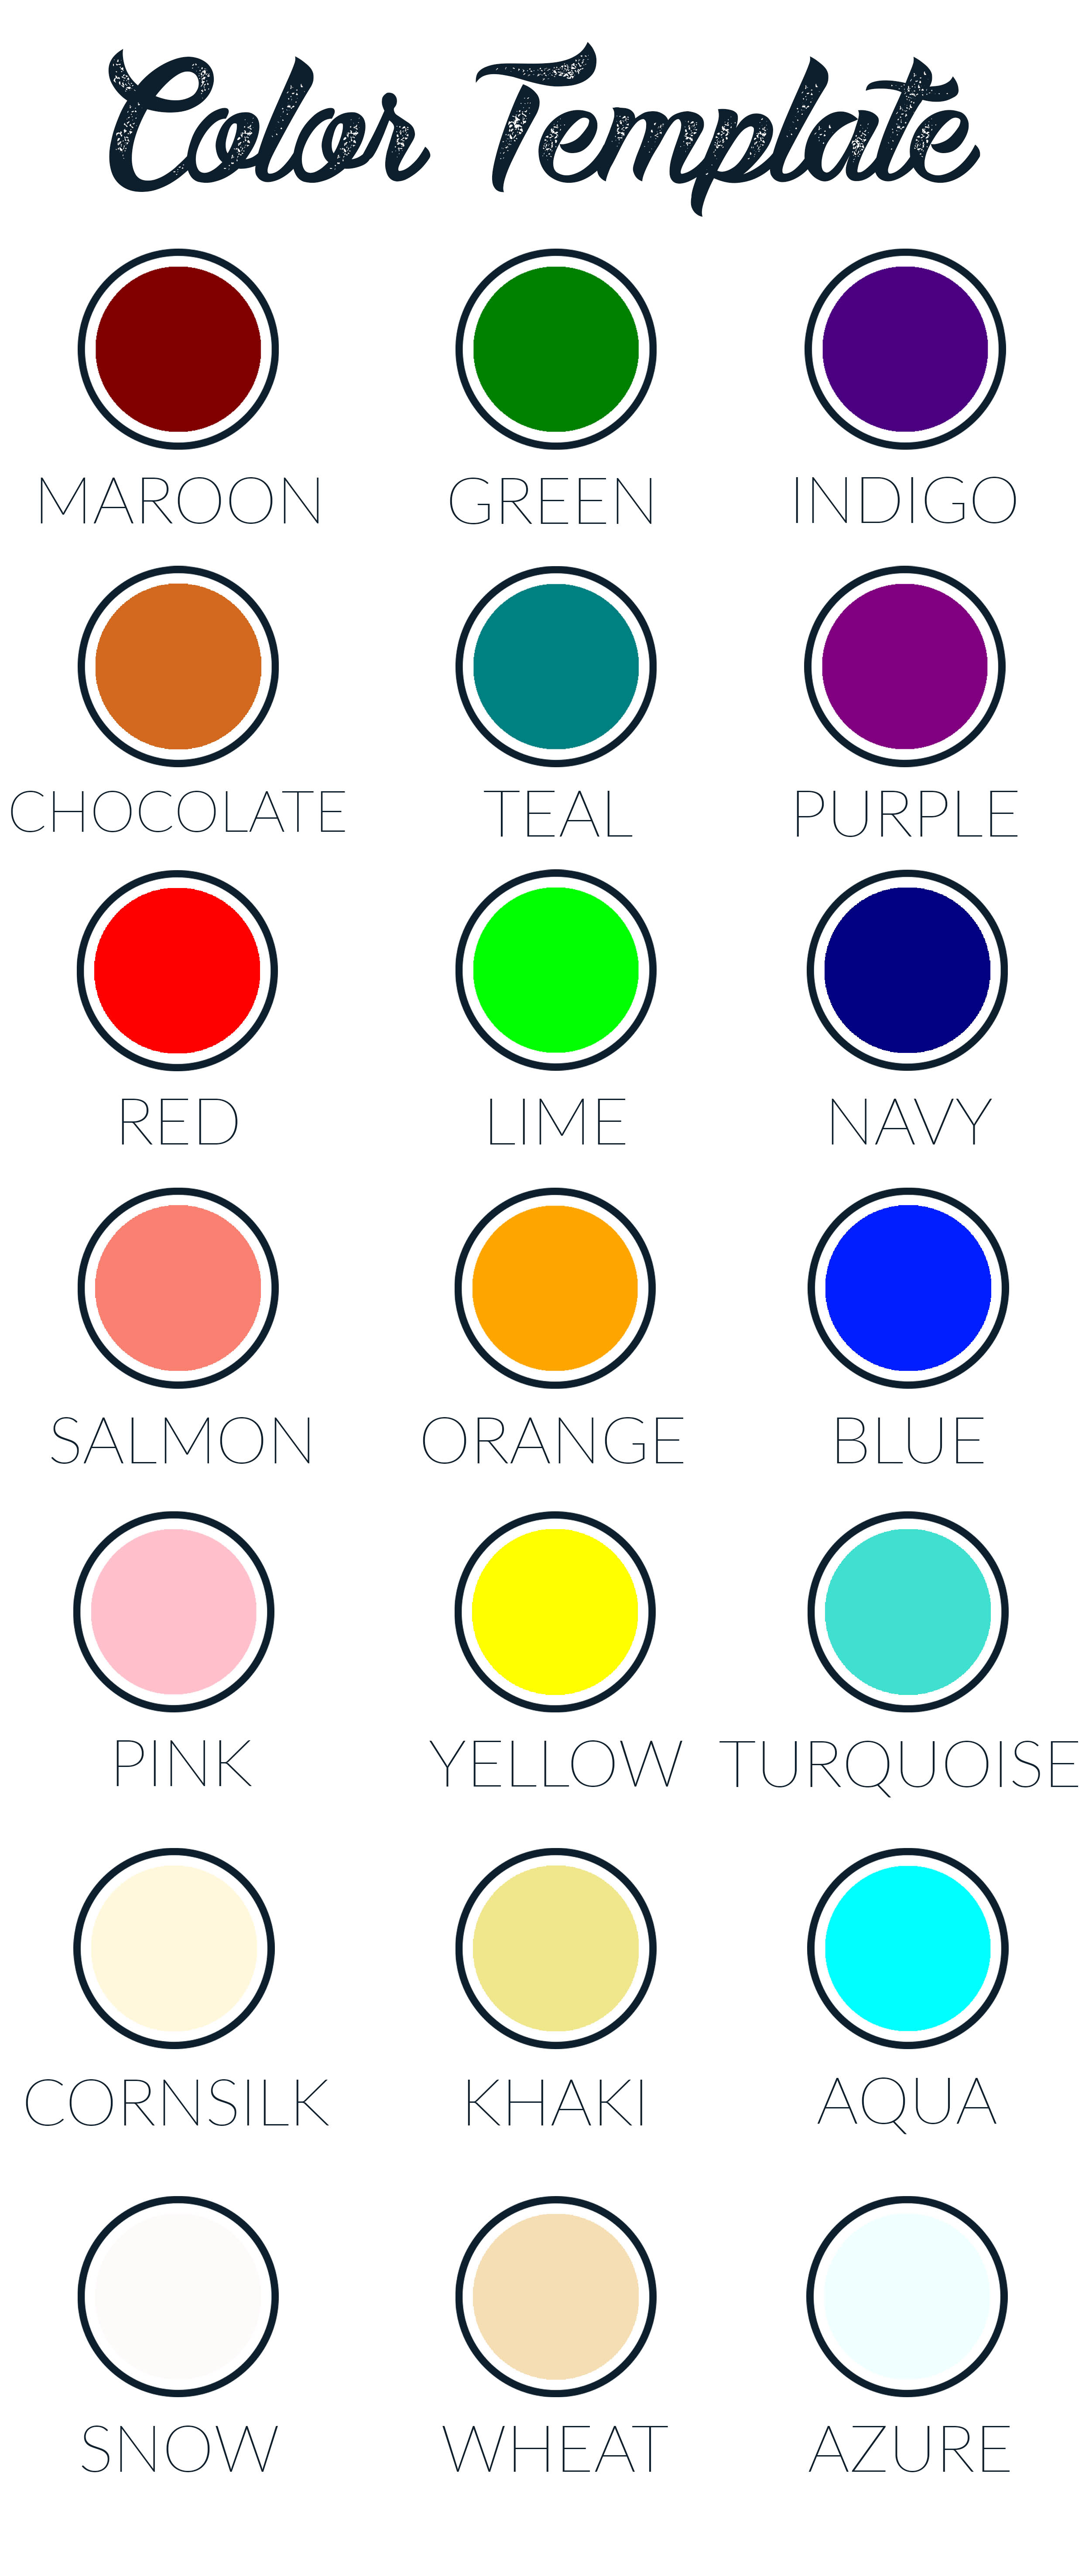 Color Template
MAROON GREEN INDIGO
CHOCOLATE TEAL PURPLE
RED LIME NAVY
SALMON ORANGE BLUE
PINK YELLOW TURQUOISE
CORNSILK KHAKI AQUA
SNOW WHEAT AZURE